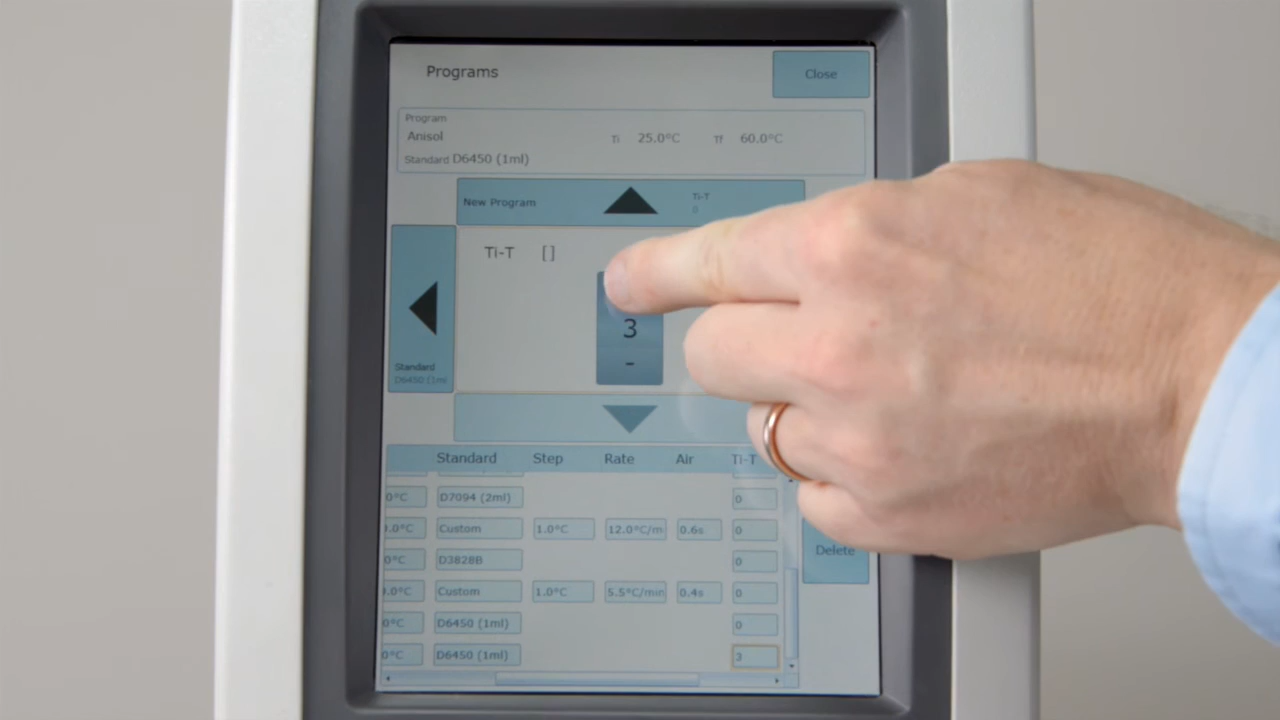 Programs
Close
Program
Anisol
Ti 25.0°C Tf 60.0°C
Standard D6450 (1ml)
New Program
Ti-T
0
Ti-T []
3
-
Standard
D6450 (1ml
Standard Step Rate Air Ti-T
0°C D7094 (2ml) 0
.0°C Custom 1.0°C 12.0°C/m 0.6s 0
0°C D3828B 0
.0°C Custom 1.0°C 5.5°C/min 0.4s 0
0°C D6450 (1ml) 0
0°C D6450 (1ml) 3
Delete